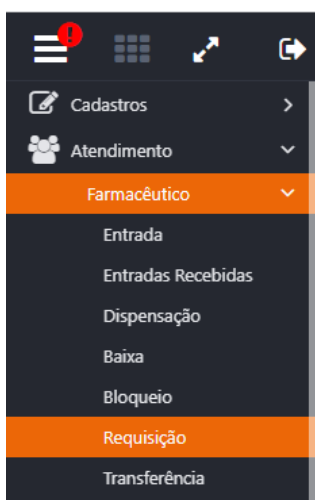 !
Cadastros
Atendimento
Farmacêutico
Entrada
Entradas Recebidas
Dispensação
Baixa
Bloqueio
Requisição
Transferência